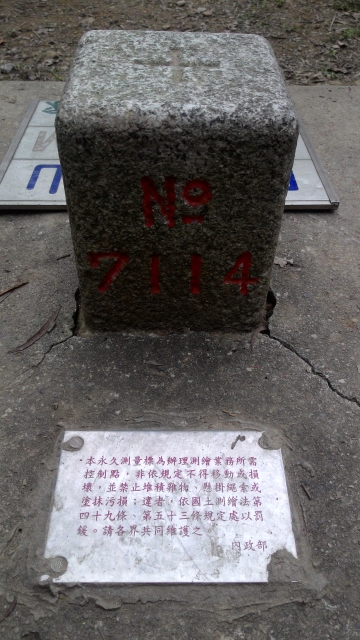 No
7114
·本永久測量標為辦理測繪業務所需
控制點,非依規定不得移動或損
壞,並禁止堆積雜物、懸掛繩索或
塗抹污損;違者,依國土測繪法第
四十九條、第五十三條規定處以罰
鍰。請各界共同維護之。
內政部